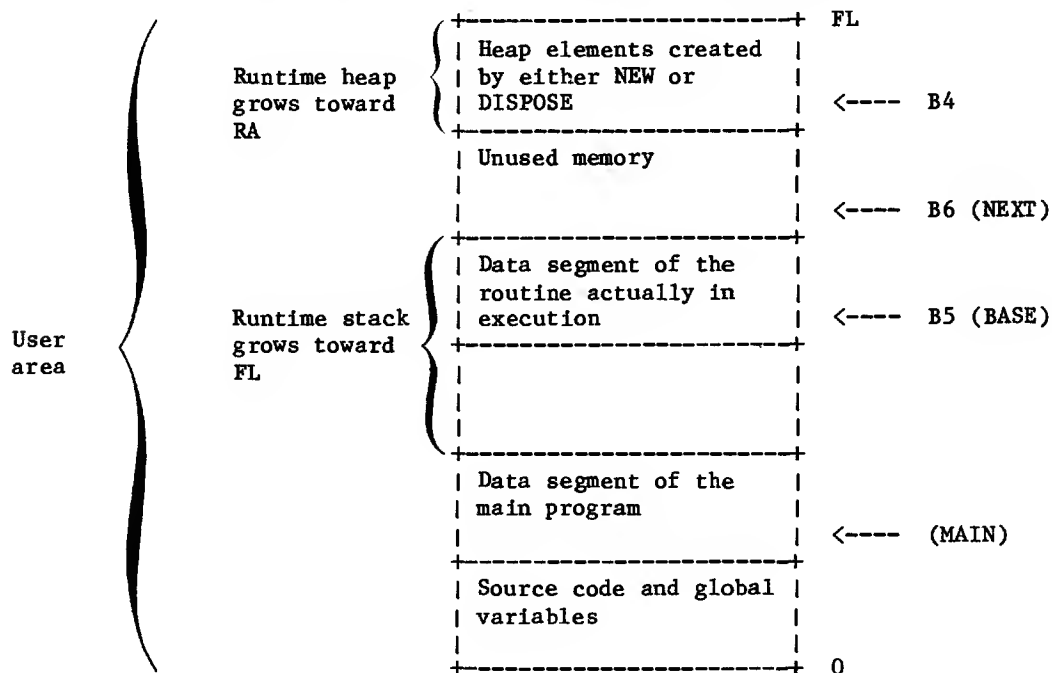 FL
Heap elements created
by either NEW or
DISPOSE
Runtime heap
grows toward
RA
<---- B4
Unused memory
<---- B6 (NEXT)
Data segment of the
routine actually in
execution
<---- B5 (BASE)
Runtime stack
grows toward
FL
User
area
Data segment of the
main program
<---- (MAIN)
Source code and global
variables
0